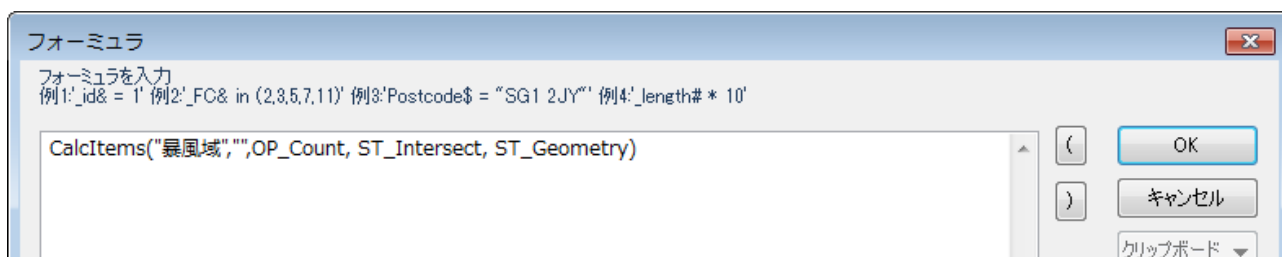 フォーミュラ
フォーミュラを入力
例1:'_id& = 1' 例2:'_FC& in (2,3,5,7,11)' 例3:'Postcode$ = "SG1 2JY"' 例4:'_length# * 10'
CalcItems("暴風域","",OP_Count, ST_Intersect, ST_Geometry)
(
OK
)
キャンセル
クリップボード